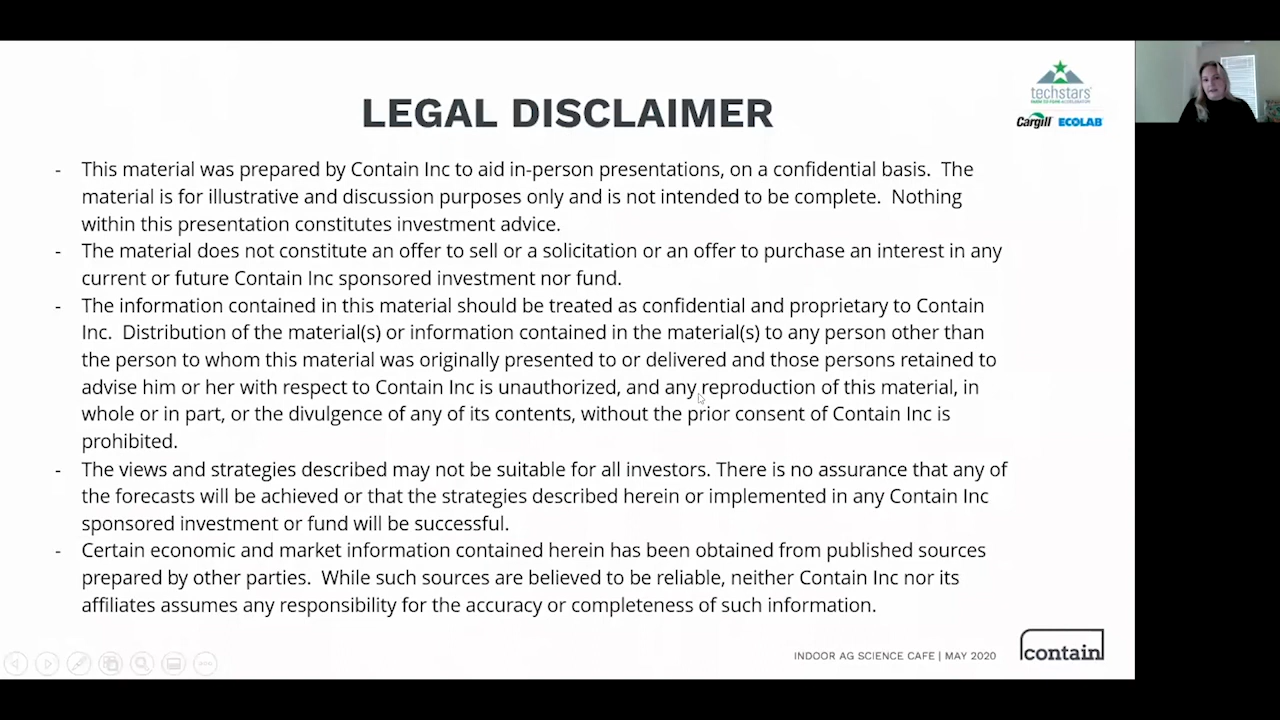 techstars
FARM TO FORK ACCELERATOR
Cargill ECOLAB
LEGAL DISCLAIMER
- This material was prepared by Contain Inc to aid in-person presentations, on a confidential basis. The
material is for illustrative and discussion purposes only and is not intended to be complete. Nothing
within this presentation constitutes investment advice.
- The material does not constitute an offer to sell or a solicitation or an offer to purchase an interest in any
current or future Contain Inc sponsored investment nor fund.
- The information contained in this material should be treated as confidential and proprietary to Contain
Inc. Distribution of the material(s) or information contained in the material(s) to any person other than
the person to whom this material was originally presented to or delivered and those persons retained to
advise him or her with respect to Contain Inc is unauthorized, and any reproduction of this material, in
whole or in part, or the divulgence of any of its contents, without the prior consent of Contain Inc is
prohibited.
- The views and strategies described may not be suitable for all investors. There is no assurance that any of
the forecasts will be achieved or that the strategies described herein or implemented in any Contain Inc
sponsored investment or fund will be successful.
- Certain economic and market information contained herein has been obtained from published sources
prepared by other parties. While such sources are believed to be reliable, neither Contain Inc nor its
affiliates assumes any responsibility for the accuracy or completeness of such information.
INDOOR AG SCIENCE CAFE | MAY 2020
contain